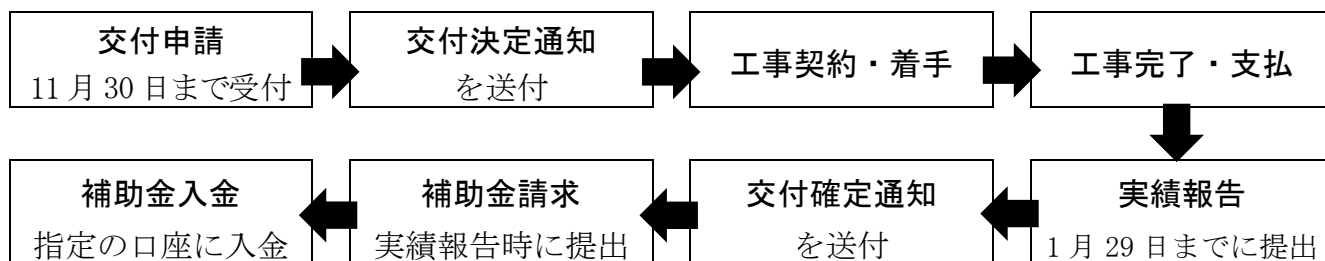 交付申請
11月30日まで受付
交付決定通知
を送付
工事契約・着手
工事完了・支払
実績報告
1月29日までに提出
交付確定通知
を送付
補助金請求
実績報告時に提出
補助金入金
指定の口座に入金